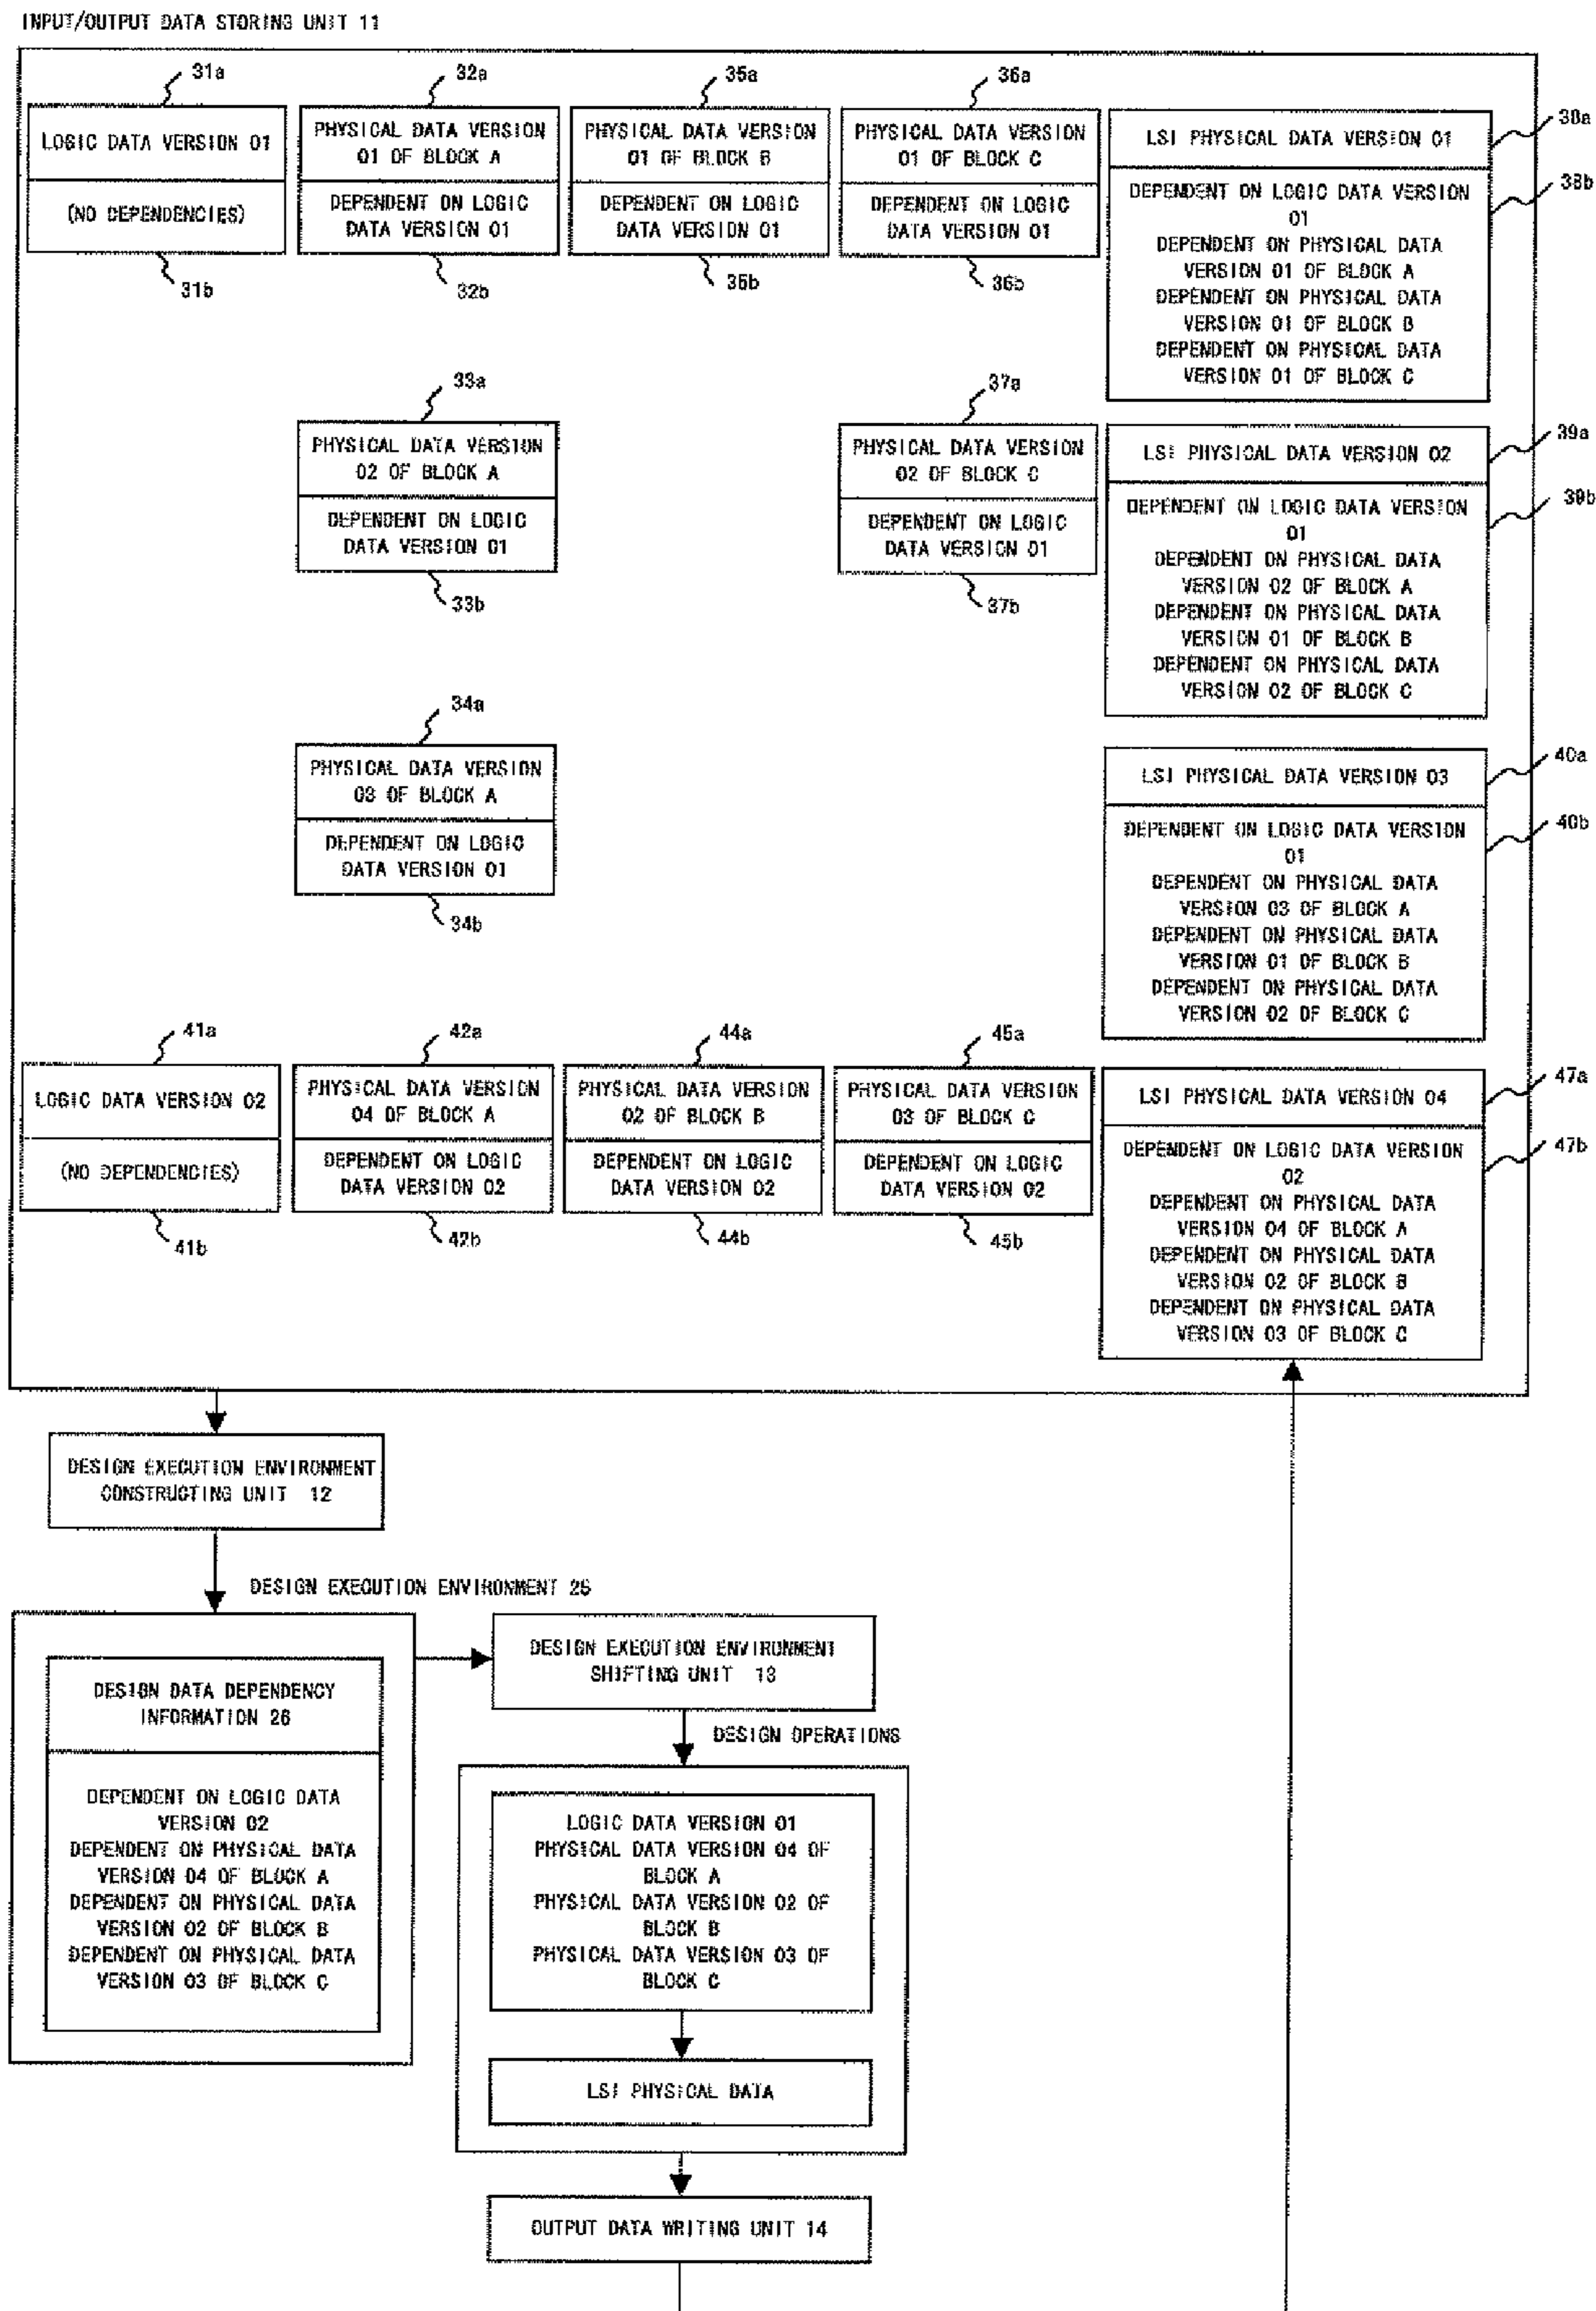 INPUT/OUTPUT DATA STORING UNIT 11
31a
32a
35a
36a
38a
LOGIC DATA VERSION 01
(NO DEPENDENCIES)
PHYSICAL DATA VERSION
01 OF BLOCK A
DEPENDENT ON LOGIC
DATA VERSION 01
PHYSICAL DATA VERSION
01 OF BLOCK B
DEPENDENT ON LOGIC
DATA VERSION 01
PHYSICAL DATA VERSION
01 OF BLOCK C
DEPENDENT ON LOGIC
DATA VERSION 01
LSI PHYSICAL DATA VERSION 01
DEPENDENT ON LOGIC DATA VERSION
01
DEPENDENT ON PHYSICAL DATA
VERSION 01 OF BLOCK A
DEPENDENT ON PHYSICAL DATA
VERSION 01 OF BLOCK B
DEPENDENT ON PHYSICAL DATA
VERSION 01 OF BLOCK C
38b
31b
32b
35b
36b
33a
37a
39a
PHYSICAL DATA VERSION
02 OF BLOCK A
DEPENDENT ON LOGIC
DATA VERSION 01
PHYSICAL DATA VERSION
02 OF BLOCK C
DEPENDENT ON LOGIC
DATA VERSION 01
LSI PHYSICAL DATA VERSION 02
DEPENDENT ON LOGIC DATA VERSION
01
DEPENDENT ON PHYSICAL DATA
VERSION 02 OF BLOCK A
DEPENDENT ON PHYSICAL DATA
VERSION 01 OF BLOCK B
DEPENDENT ON PHYSICAL DATA
VERSION 02 OF BLOCK C
39b
33b
37b
34a
40a
PHYSICAL DATA VERSION
03 OF BLOCK A
DEPENDENT ON LOGIC
DATA VERSION 01
LSI PHYSICAL DATA VERSION 03
DEPENDENT ON LOGIC DATA VERSION
01
DEPENDENT ON PHYSICAL DATA
VERSION 03 OF BLOCK A
DEPENDENT ON PHYSICAL DATA
VERSION 01 OF BLOCK B
DEPENDENT ON PHYSICAL DATA
VERSION 02 OF BLOCK C
40b
34b
41a
42a
44a
45a
47a
LOGIC DATA VERSION 02
(NO DEPENDENCIES)
PHYSICAL DATA VERSION
04 OF BLOCK A
DEPENDENT ON LOGIC
DATA VERSION 02
PHYSICAL DATA VERSION
02 OF BLOCK B
DEPENDENT ON LOGIC
DATA VERSION 02
PHYSICAL DATA VERSION
03 OF BLOCK C
DEPENDENT ON LOGIC
DATA VERSION 02
LSI PHYSICAL DATA VERSION 04
DEPENDENT ON LOGIC DATA VERSION
02
DEPENDENT ON PHYSICAL DATA
VERSION 04 OF BLOCK A
DEPENDENT ON PHYSICAL DATA
VERSION 02 OF BLOCK B
DEPENDENT ON PHYSICAL DATA
VERSION 03 OF BLOCK C
47b
41b
42b
44b
45b
DESIGN EXECUTION ENVIRONMENT
CONSTRUCTING UNIT 12
DESIGN EXECUTION ENVIRONMENT 25
DESIGN DATA DEPENDENCY
INFORMATION 26
DEPENDENT ON LOGIC DATA
VERSION 02
DEPENDENT ON PHYSICAL DATA
VERSION 04 OF BLOCK A
DEPENDENT ON PHYSICAL DATA
VERSION 02 OF BLOCK B
DEPENDENT ON PHYSICAL DATA
VERSION 03 OF BLOCK C
DESIGN EXECUTION ENVIRONMENT
SHIFTING UNIT 13
DESIGN OPERATIONS
LOGIC DATA VERSION 01
PHYSICAL DATA VERSION 04 OF
BLOCK A
PHYSICAL DATA VERSION 02 OF
BLOCK B
PHYSICAL DATA VERSION 03 OF
BLOCK C
LSI PHYSICAL DATA
OUTPUT DATA WRITING UNIT 14